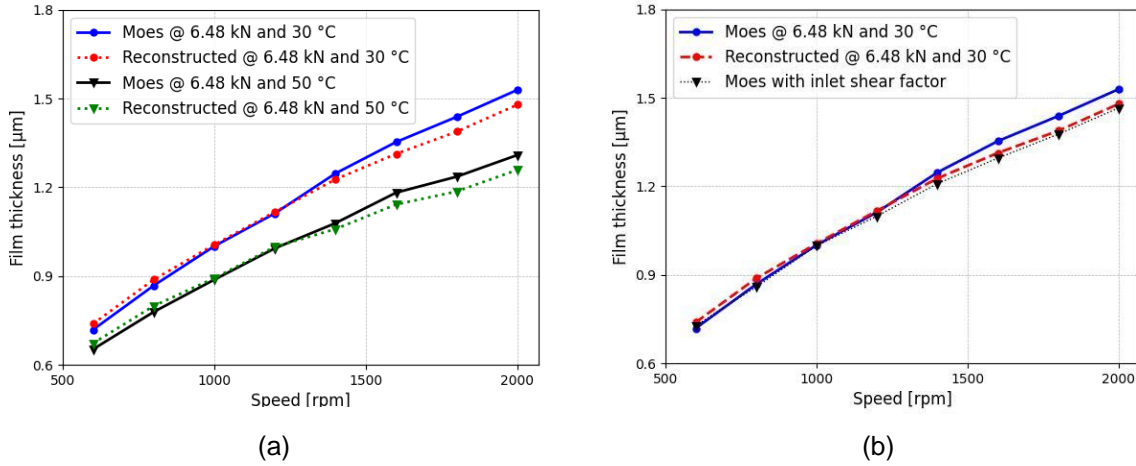 Film thickness [µm]
1.8
1.5
1.2
0.9
0.6
Moes @ 6.48 kN and 30 °C
Reconstructed @ 6.48 kN and 30 °C
Moes @ 6.48 kN and 50 °C
Reconstructed @ 6.48 kN and 50 °C
500 1000 1500 2000
Speed [rpm]
(a)
Film thickness [µm]
1.8
1.5
1.2
0.9
0.6
Moes @ 6.48 kN and 30 °C
Reconstructed @ 6.48 kN and 30 °C
Moes with inlet shear factor
500 1000 1500 2000
Speed [rpm]
(b)